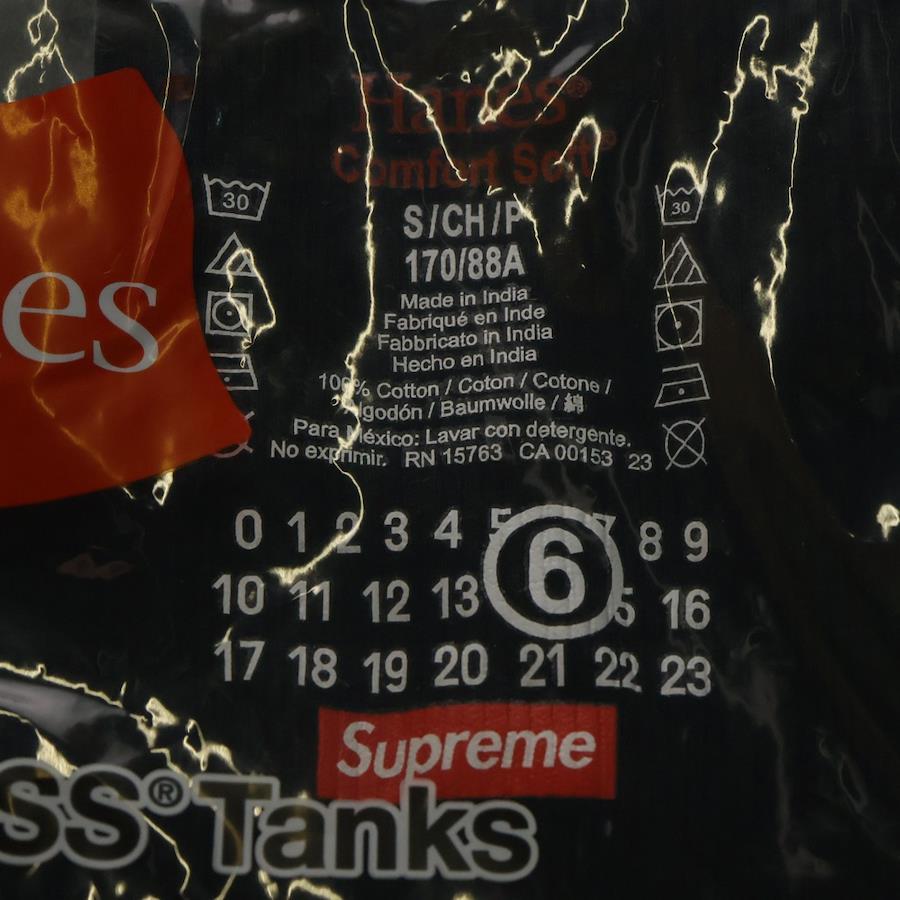 Hanes®
Comfort Soft®
30
30
S/CH/P
170/88A
es
Made in India
Fabriqué en Inde
Fabbricato in India
Hecho en India
100% Cotton / Coton / Cotone /
Algodón / Baumwolle / 綿
Para México: Lavar con detergente.
No exprimir. RN 15763 CA 00153 23
0 1 2 3 4 5 6 7 8 9
10 11 12 13 5 16
17 18 19 20 21 22 23
Supreme
SS® Tanks